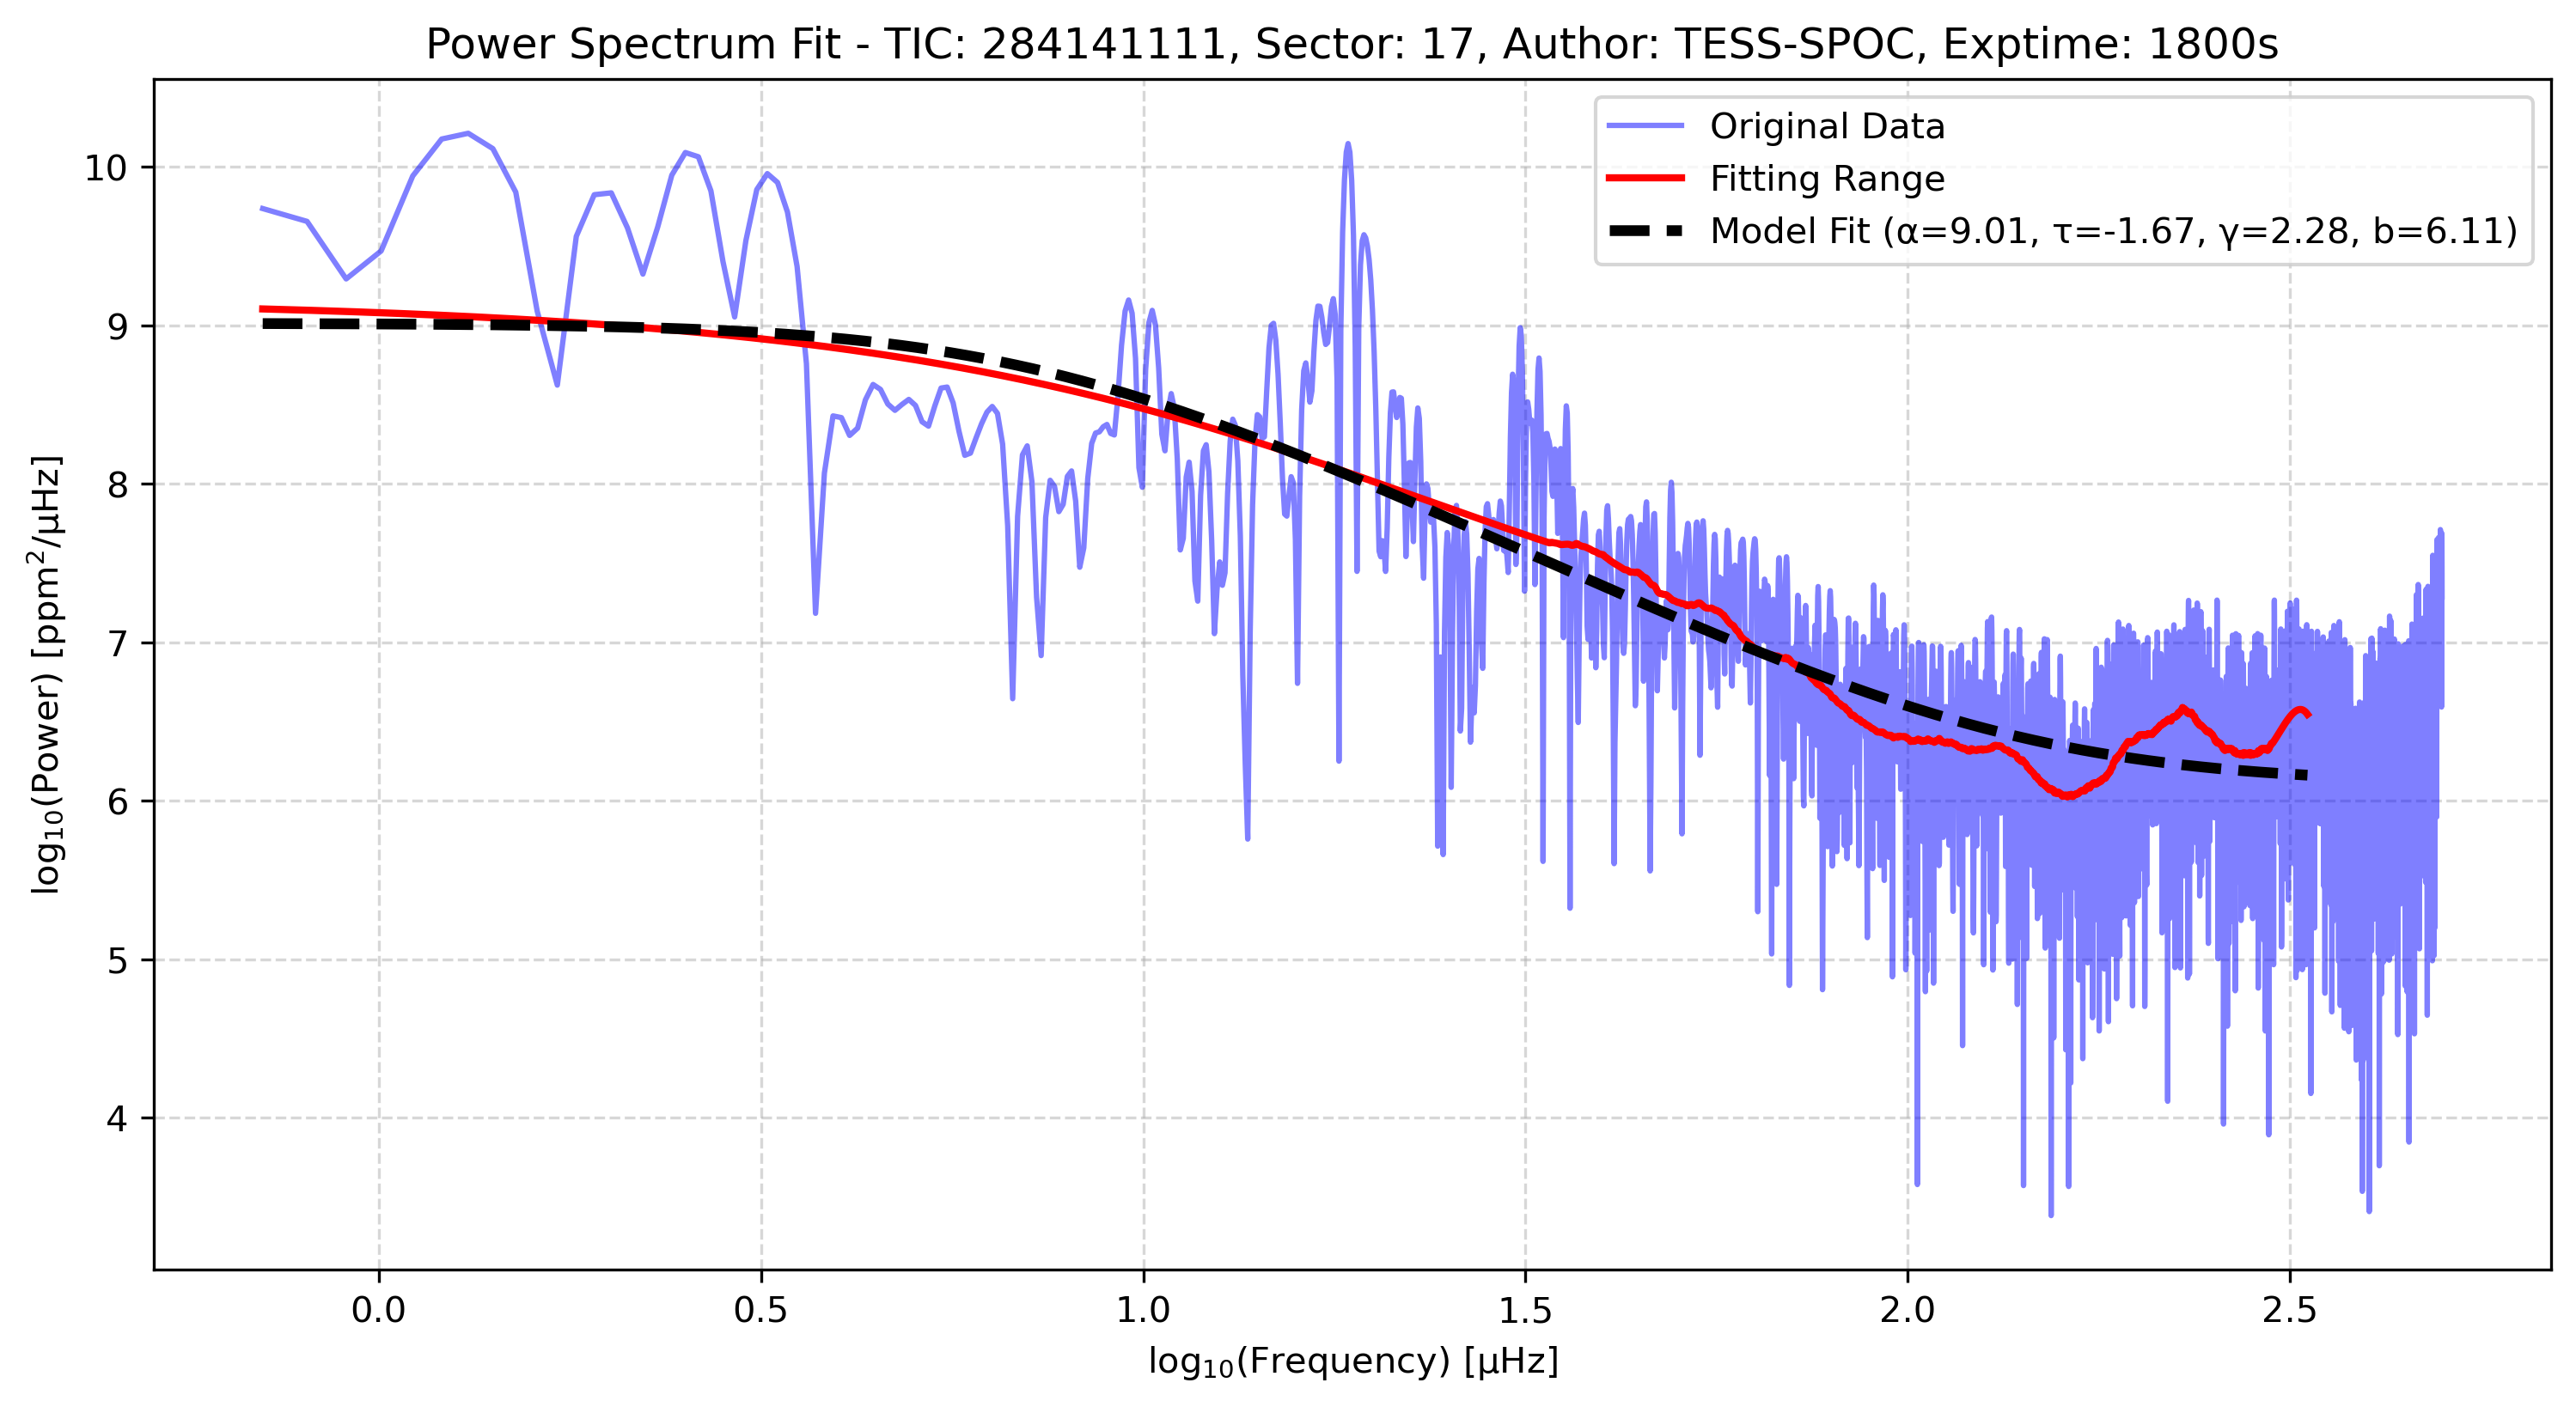 Power Spectrum Fit - TIC: 284141111, Sector: 17, Author: TESS-SPOC, Exptime: 1800s
Original Data
Fitting Range
Model Fit (α=9.01, τ=-1.67, γ=2.28, b=6.11)
log₁₀(Power) [ppm²/μHz]
10
9
8
7
6
5
4
0.0 0.5 1.0 1.5 2.0 2.5
log₁₀(Frequency) [μHz]